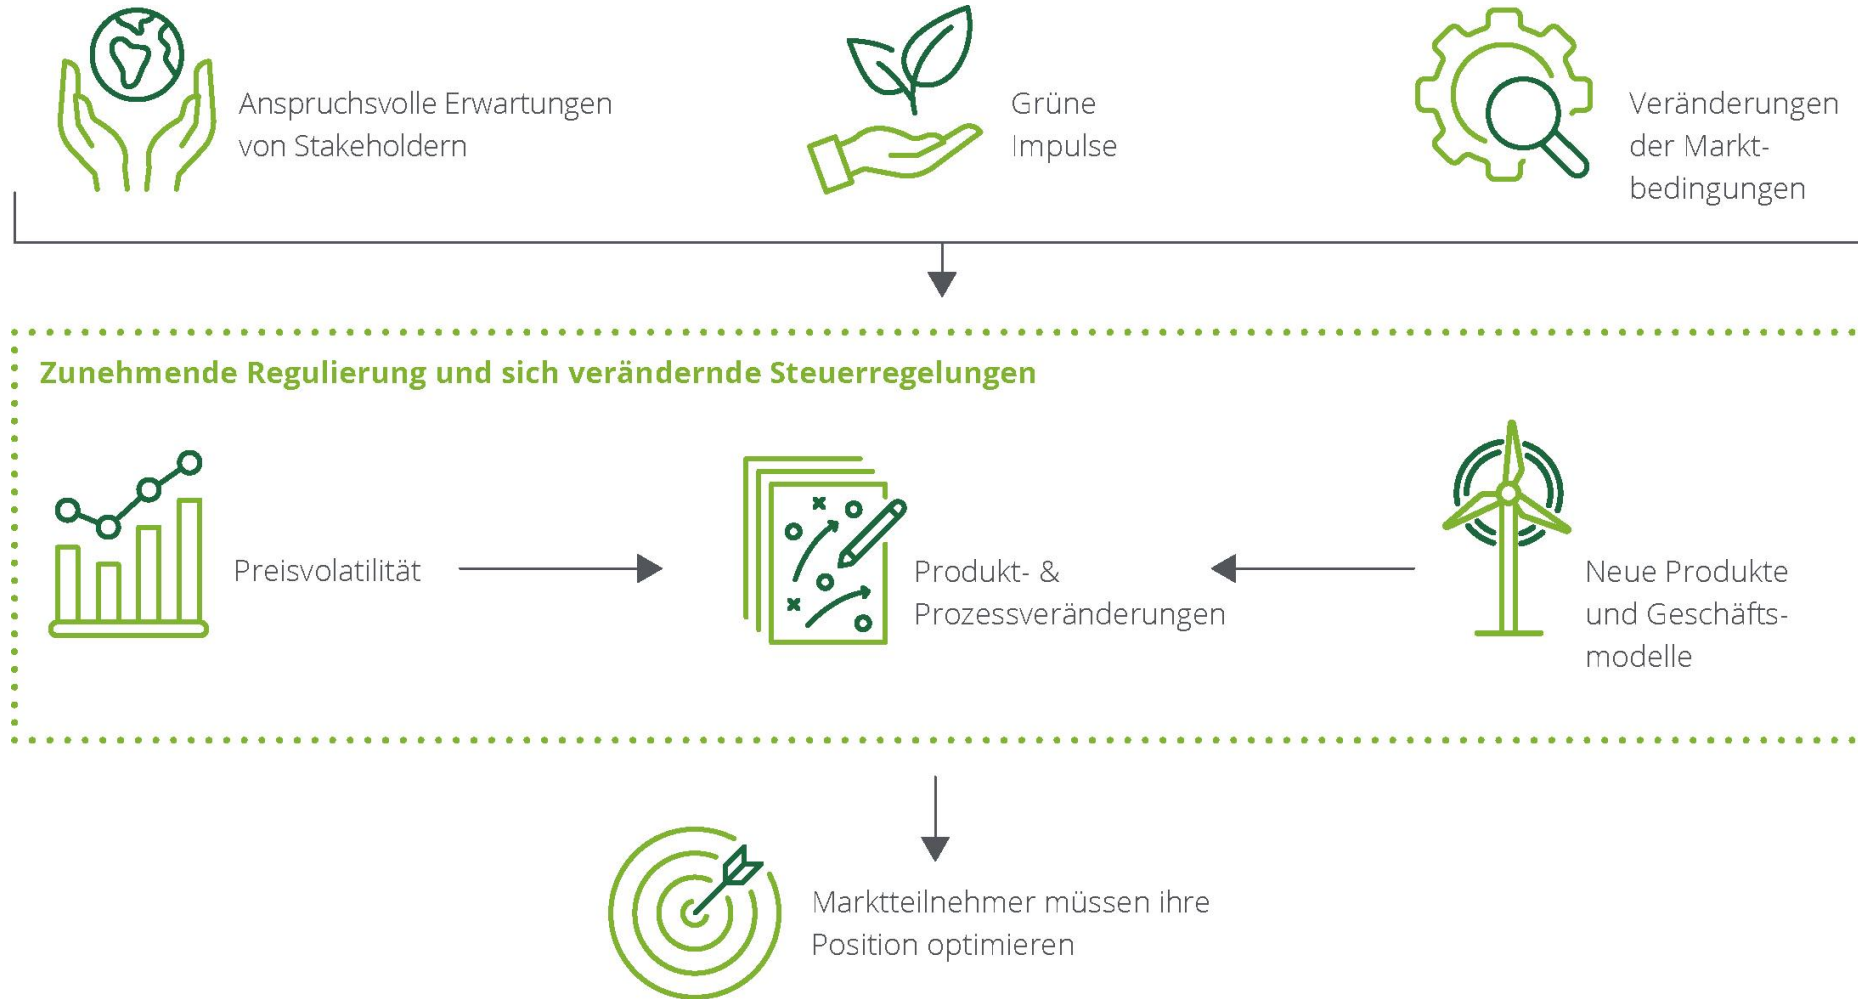 Anspruchsvolle Erwartungen
von Stakeholdern
Grüne
Impulse
Veränderungen
der Markt-
bedingungen
Zunehmende Regulierung und sich verändernde Steuerregelungen
Preisvolatilität
Produkt- &
Prozessveränderungen
Neue Produkte
und Geschäfts-
modelle
Marktteilnehmer müssen ihre
Position optimieren